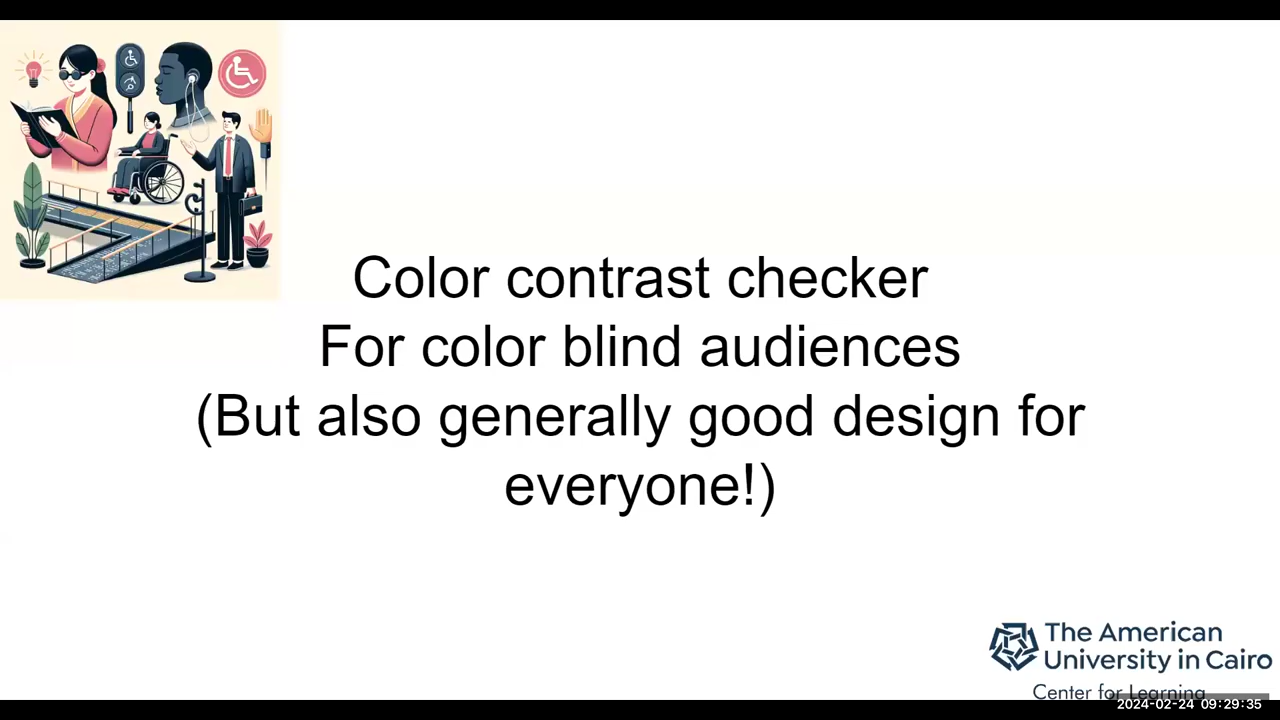 Color contrast checker
For color blind audiences
(But also generally good design for
everyone!)
The American
University in Cairo
Center for Learning
2024-02-24 09:29:35